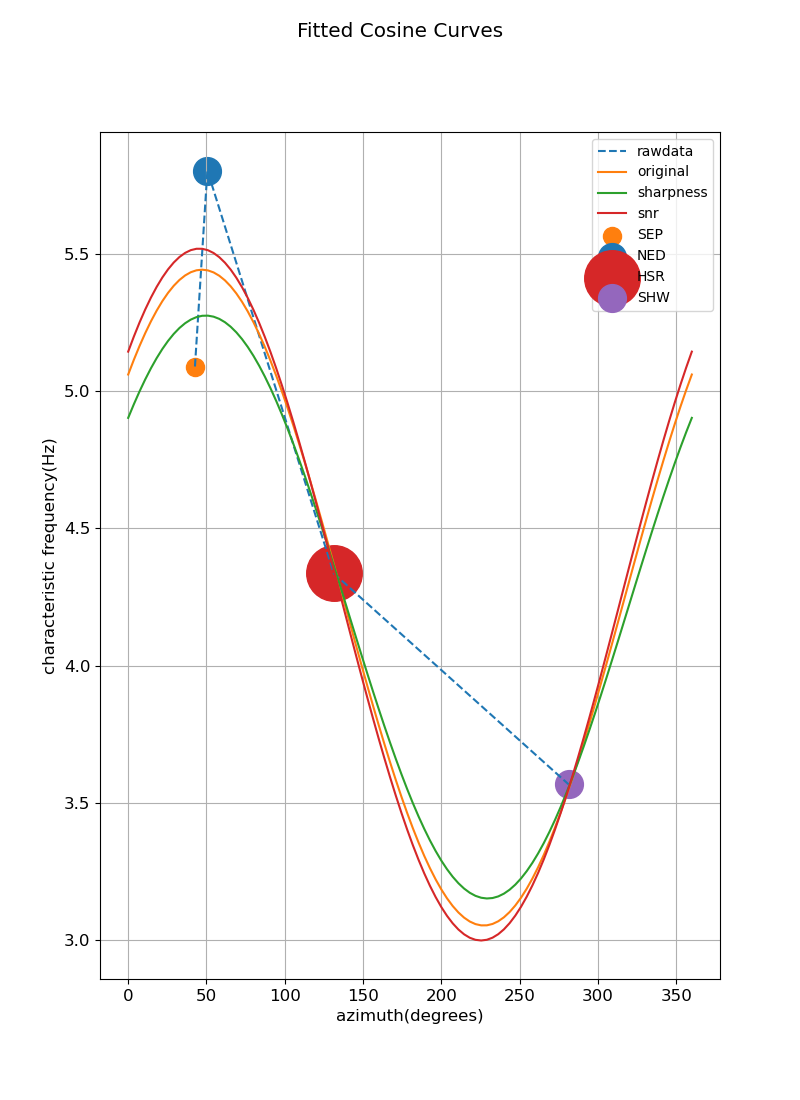 Fitted Cosine Curves
rawdata
original
sharpness
snr
SEP
NED
HSR
SHW
characteristic frequency(Hz)
5.5
5.0
4.5
4.0
3.5
3.0
0 50 100 150 200 250 300 350
azimuth(degrees)